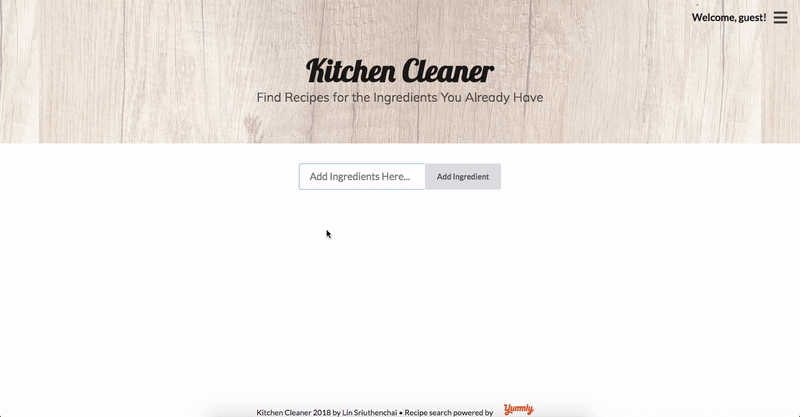 Welcome, guest!
Kitchen Cleaner
Find Recipes for the Ingredients You Already Have
Add Ingredients Here... Add Ingredient
Kitchen Cleaner 2018 by Lin Sriuthenchai • Recipe search powered by Yummly